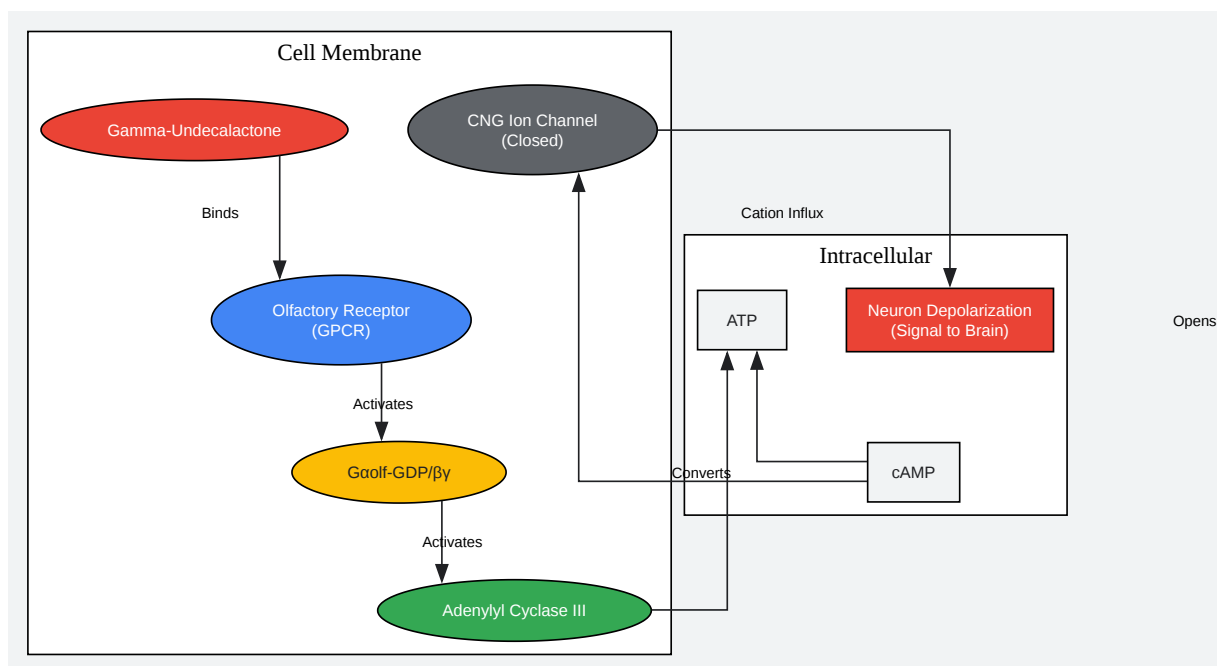 Cell Membrane
Gamma-Undecalactone
CNG Ion Channel
(Closed)
Binds
Cation Influx
Intracellular
Olfactory Receptor
(GPCR)
ATP
Neuron Depolarization
(Signal to Brain)
Opens
Activates
Gαolf-GDP/βγ
Converts
cAMP
Activates
Adenylyl Cyclase III